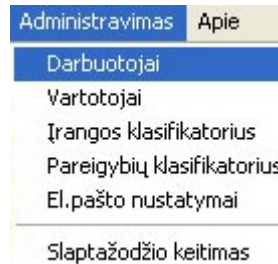 Administravimas Apie
Darbuotojai
Vartotojai
Įrangos klasifikatorius
Pareigybių klasifikatorius
El.pašto nustatymai
Slaptažodžio keitimas